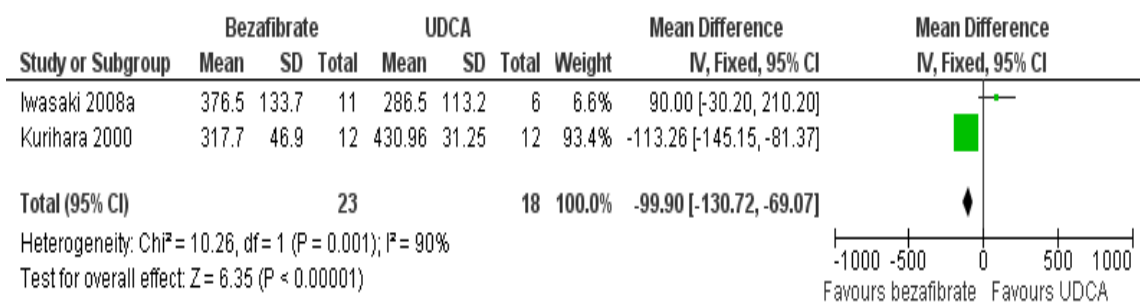 Bezafibrate UDCA Mean Difference Mean Difference
Study or Subgroup Mean SD Total Mean SD Total Weight IV, Fixed, 95% CI IV, Fixed, 95% CI
Iwasaki 2008a 376.5 133.7 11 286.5 113.2 6 6.6% 90.00 [-30.20, 210.20]
Kurihara 2000 317.7 46.9 12 430.96 31.25 12 93.4% -113.26 [-145.15, -81.37]
Total (95% CI) 23 18 100.0% -99.90 [-130.72, -69.07]
Heterogeneity: Chi² = 10.26, df = 1 (P = 0.001); I² = 90%
Test for overall effect: Z = 6.35 (P < 0.00001)
-1000 -500 0 500 1000
Favours bezafibrate Favours UDCA